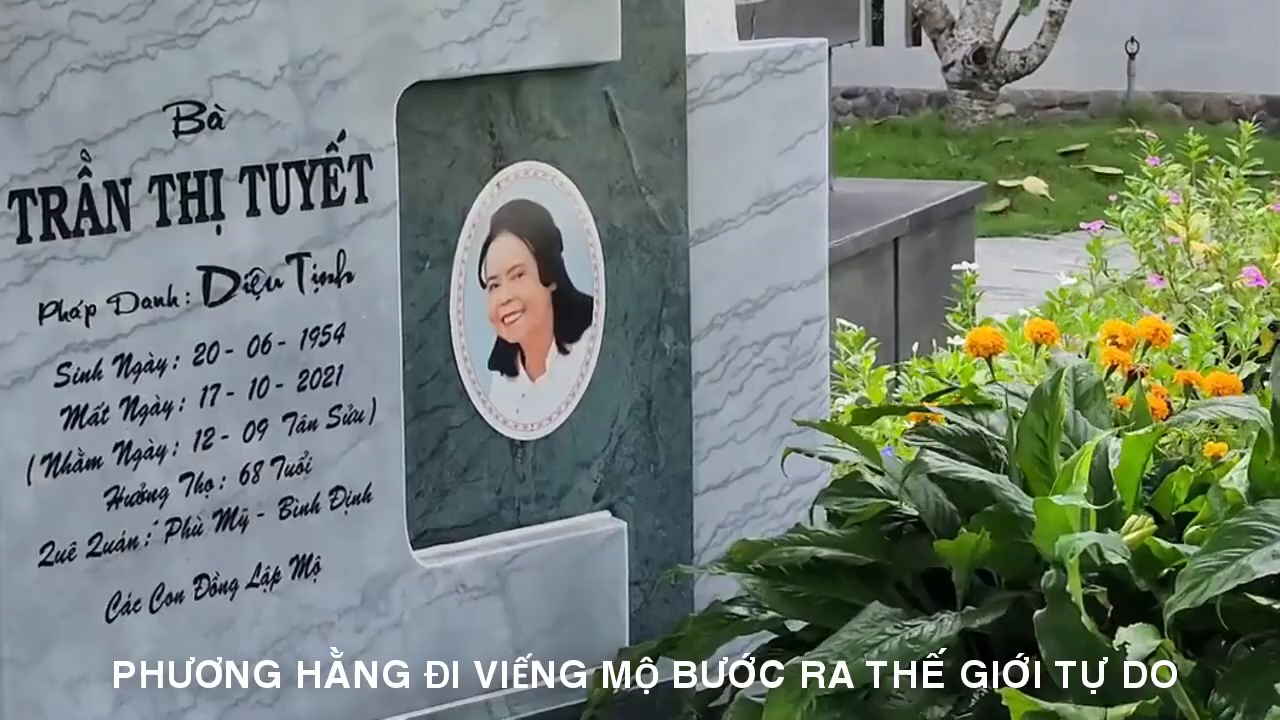 Bà
TRẦN THỊ TUYẾT
Pháp Danh: Diệu Tịnh
Sinh Ngày: 20 - 06 - 1954
Mất Ngày: 17 - 10 - 2021
(Nhằm Ngày: 12 - 09 Tân Sửu)
Hưởng Thọ: 68 Tuổi
Quê Quán: Phù Mỹ - Bình Định
Các Con Đồng Lập Mộ
PHƯƠNG HẰNG ĐI VIẾNG MỘ BƯỚC RA THẾ GIỚI TỰ DO